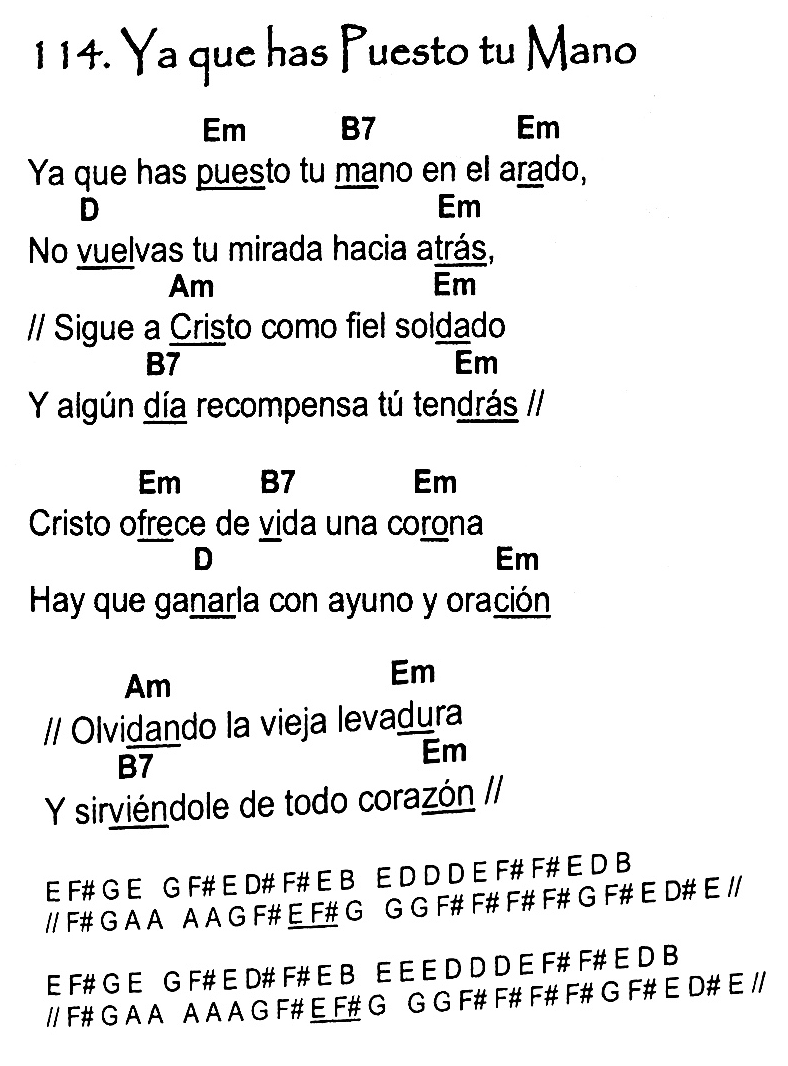 114. Ya que has Puesto tu Mano
Em B7 Em
Ya que has puesto tu mano en el arado,
D Em
No vuelvas tu mirada hacia atrás,
Am Em
// Sigue a Cristo como fiel soldado
B7 Em
Y algún día recompensa tú tendrás //
Em B7 Em
Cristo ofrece de vida una corona
D Em
Hay que ganarla con ayuno y oración
Am Em
// Olvidando la vieja levadura
B7 Em
Y sirviéndole de todo corazón //
E F# G E G F# E D# F# E B E D D D E F# F# E D B
// F# G A A A A G F# E F# G G G F# F# F# F# G F# E D# E //
E F# G E G F# E D# F# E B E E E D D D E F# F# E D B
// F# G A A A A A G F# E F# G G G F# F# F# F# G F# E D# E //